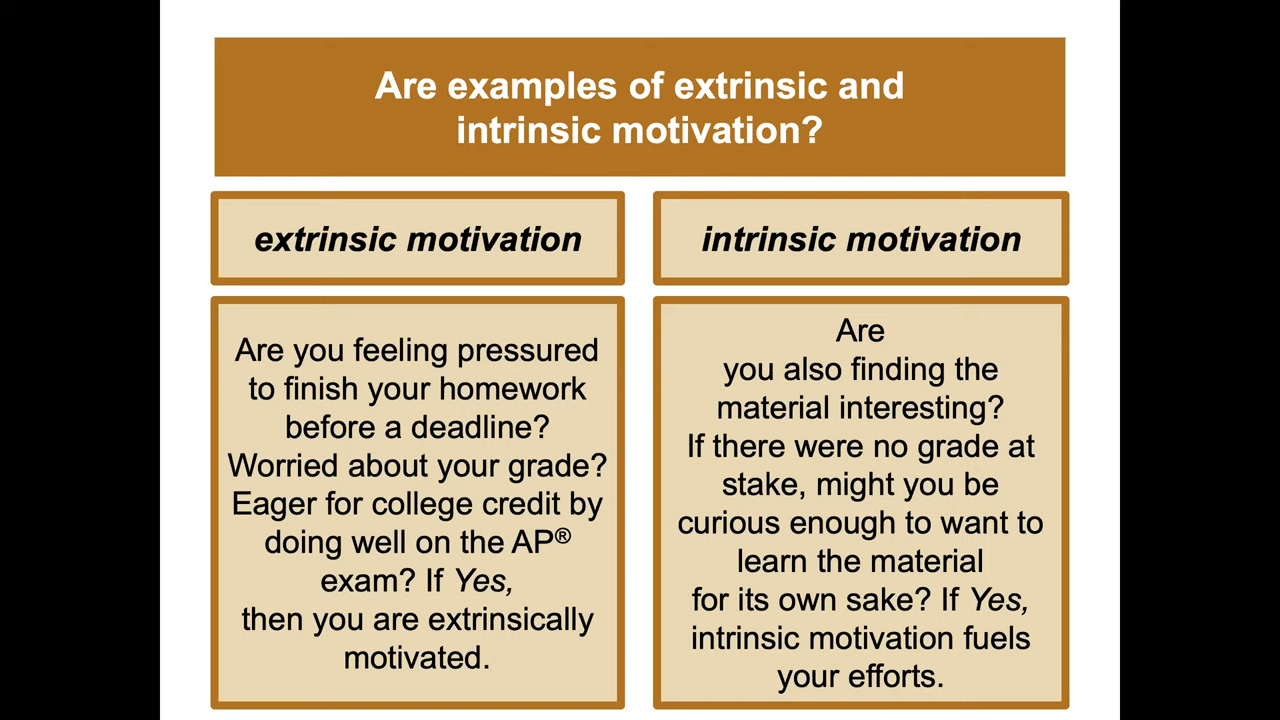 Are examples of extrinsic and
intrinsic motivation?
extrinsic motivation
Are you feeling pressured
to finish your homework
before a deadline?
Worried about your grade?
Eager for college credit by
doing well on the AP®
exam? If Yes,
then you are extrinsically
motivated.
intrinsic motivation
Are
you also finding the
material interesting?
If there were no grade at
stake, might you be
curious enough to want to
learn the material
for its own sake? If Yes,
intrinsic motivation fuels
your efforts.